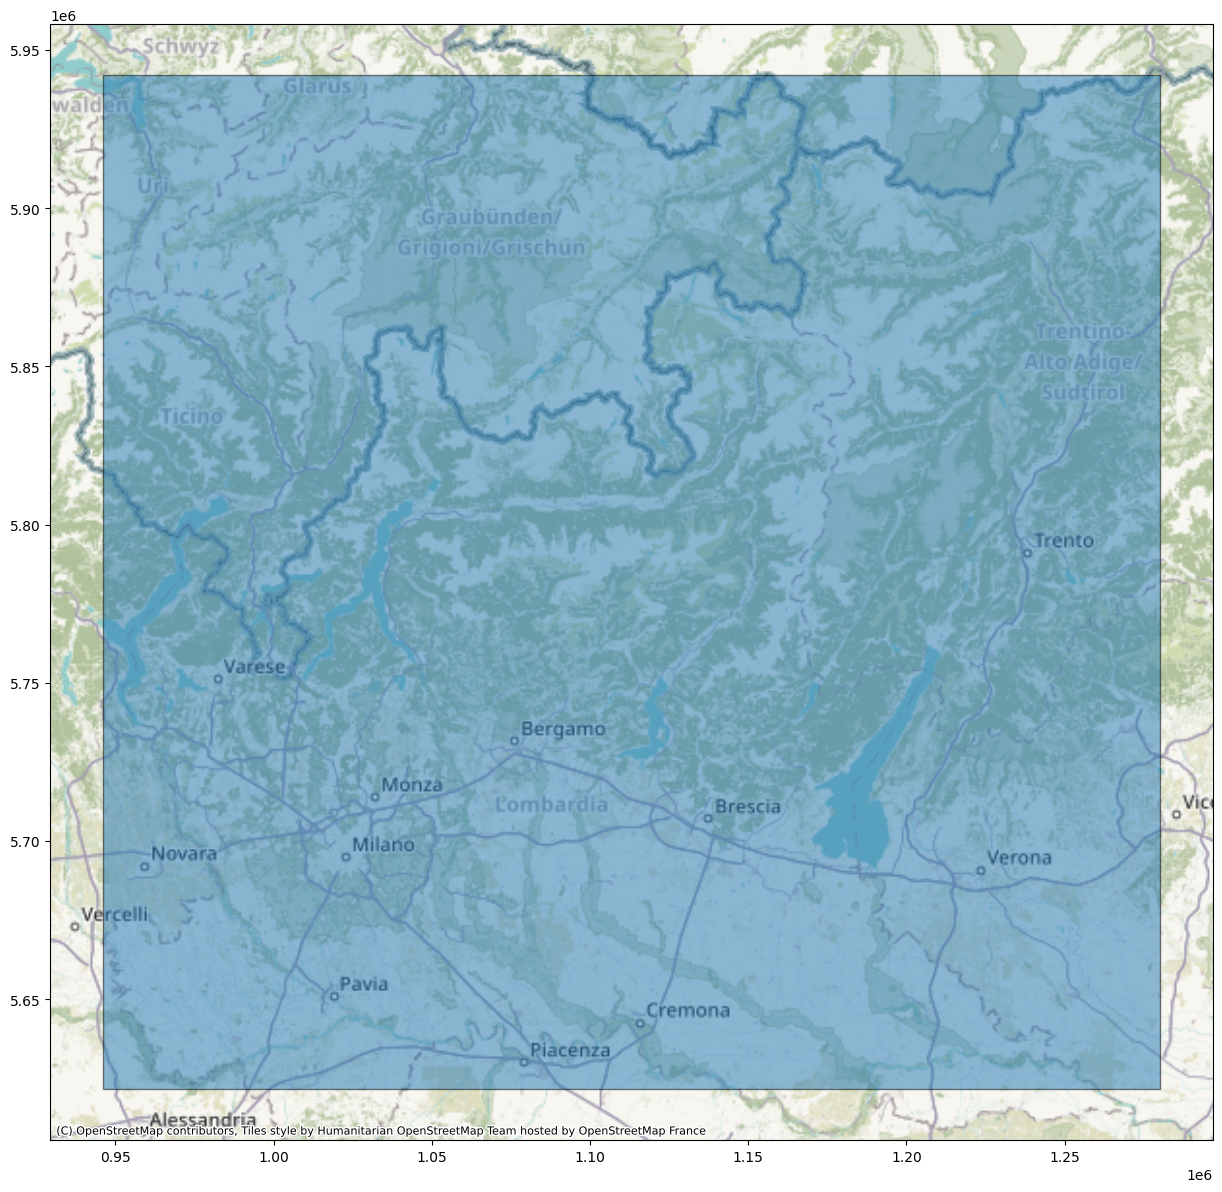 1e6
5.95
5.90
5.85
5.80
5.75
5.70
5.65
Schwyz
Glarus
walden
Uri
Graubünden/
Grigioni/Grischun
Trentino-
Alto Adige/
Südtirol
Ticino
Trento
Varese
Bergamo
Monza
Lombardia
Brescia
Vice
Milano
Novara
Verona
Vercelli
Pavia
Cremona
Piacenza
Alessandria
(C) OpenStreetMap contributors, Tiles style by Humanitarian OpenStreetMap Team hosted by OpenStreetMap France
0.95 1.00 1.05 1.10 1.15 1.20 1.25
1e6